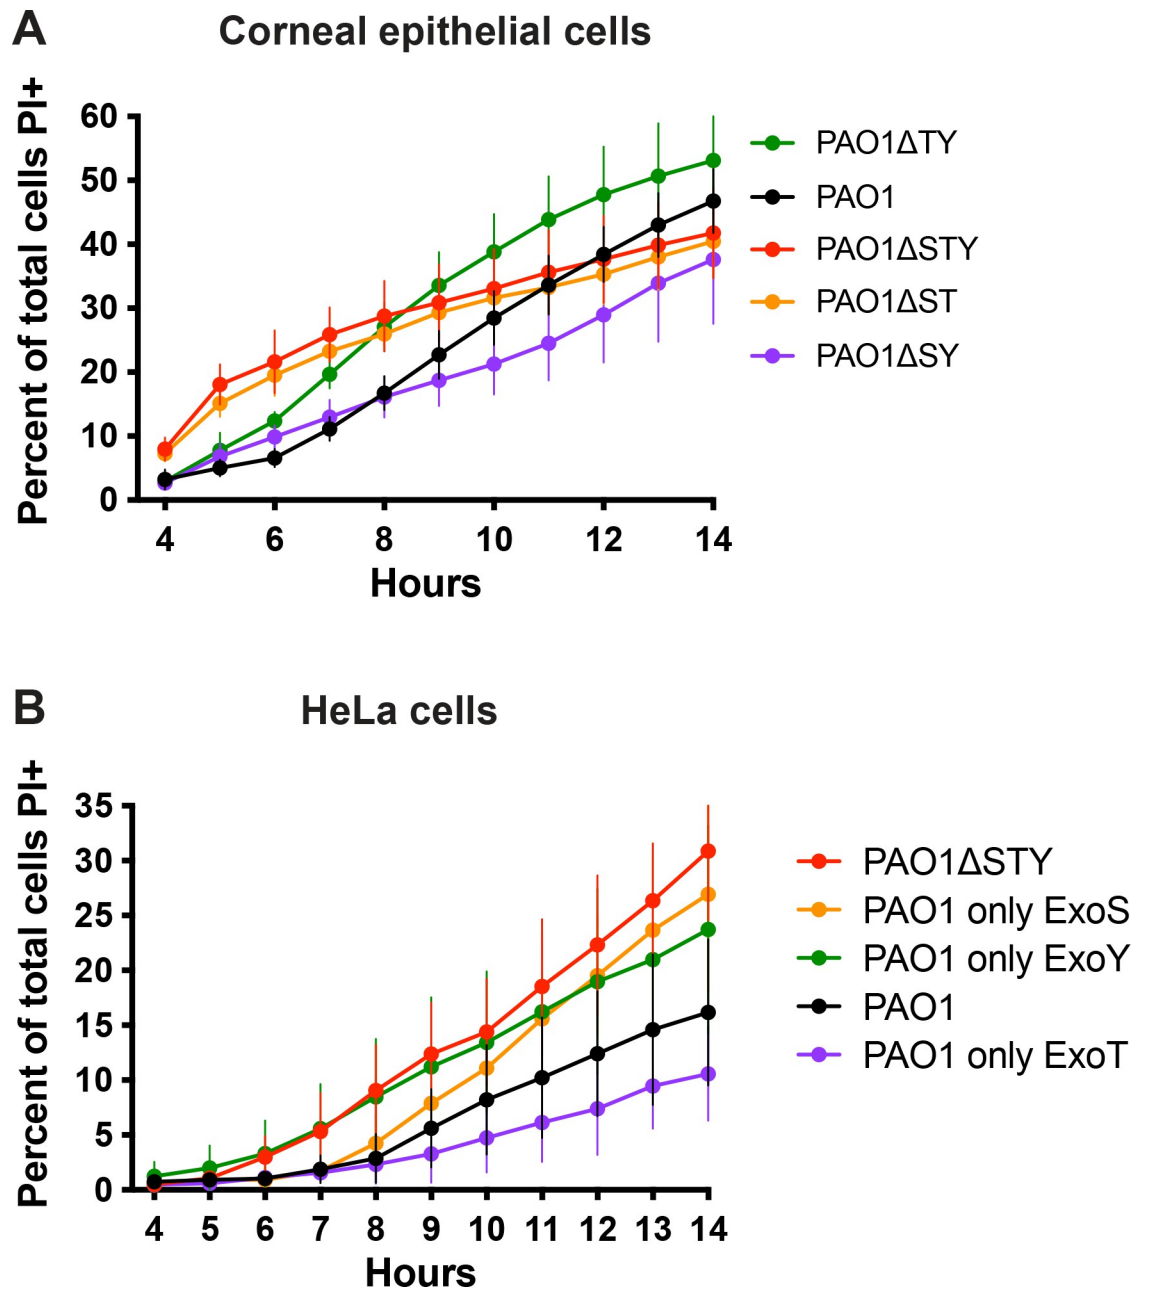 A
Corneal epithelial cells
Percent of total cells PI+
60
50
40
30
20
10
0
4 6 8 10 12 14
Hours
PAO1ΔTY
PAO1
PAO1ΔSTY
PAO1ΔST
PAO1ΔSY
B
HeLa cells
Percent of total cells PI+
35
30
25
20
15
10
5
0
4 5 6 7 8 9 10 11 12 13 14
Hours
PAO1ΔSTY
PAO1 only ExoS
PAO1 only ExoY
PAO1
PAO1 only ExoT